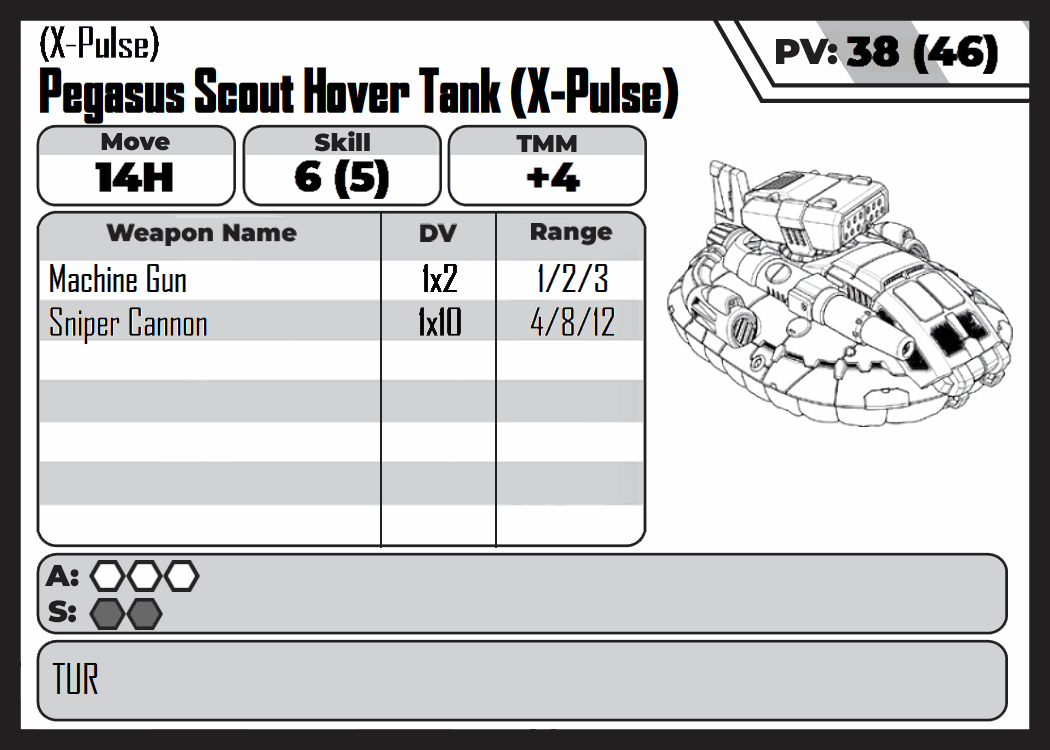 (X-Pulse)
PV: 38 (46)
Pegasus Scout Hover Tank (X-Pulse)
Move Skill TMM
14H 6 (5) +4
Weapon Name DV Range
Machine Gun 1x2 1/2/3
Sniper Cannon 1x10 4/8/12
A:
S:
TUR